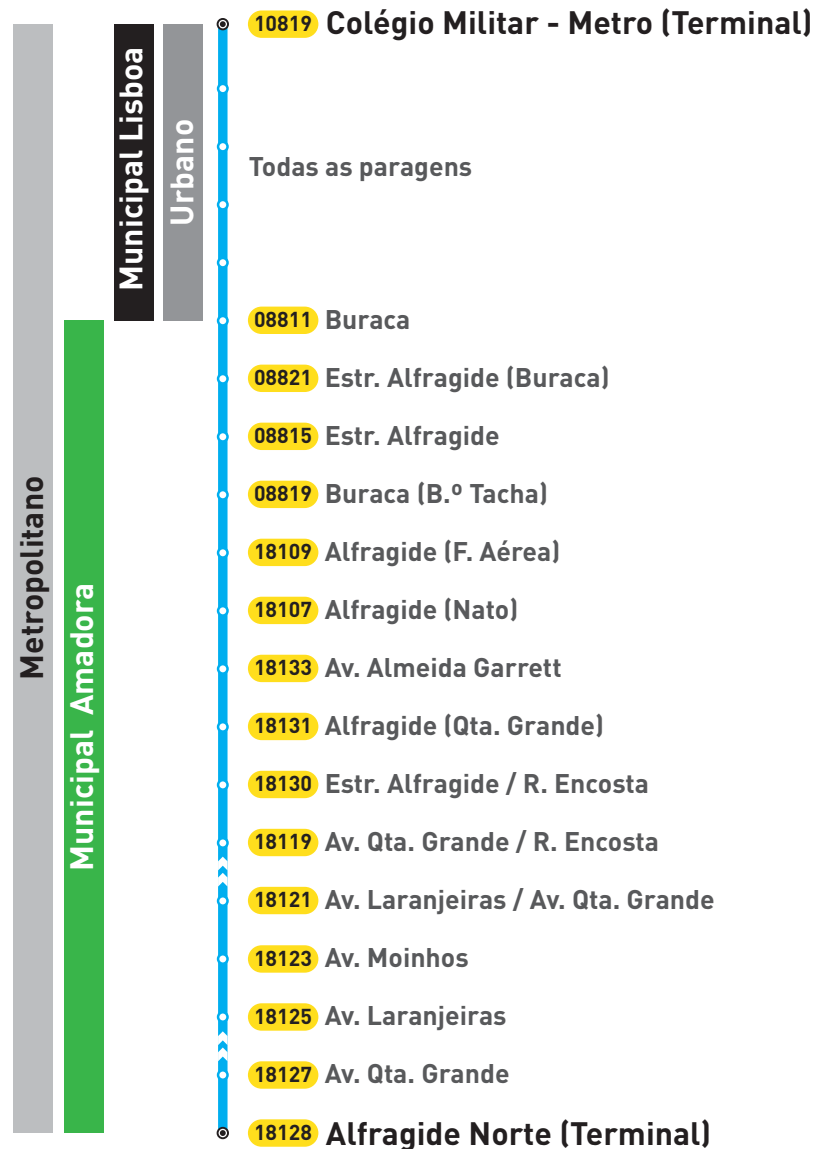 10819 Colégio Militar - Metro (Terminal)
Municipal Lisboa
Urbano
Todas as paragens
08811 Buraca
08821 Estr. Alfragide (Buraca)
08815 Estr. Alfragide
08819 Buraca (B.º Tacha)
Metropolitano
Municipal Amadora
18109 Alfragide (F. Aérea)
18107 Alfragide (Nato)
18133 Av. Almeida Garrett
18131 Alfragide (Qta. Grande)
18130 Estr. Alfragide / R. Encosta
18119 Av. Qta. Grande / R. Encosta
18121 Av. Laranjeiras / Av. Qta. Grande
18123 Av. Moinhos
18125 Av. Laranjeiras
18127 Av. Qta. Grande
18128 Alfragide Norte (Terminal)